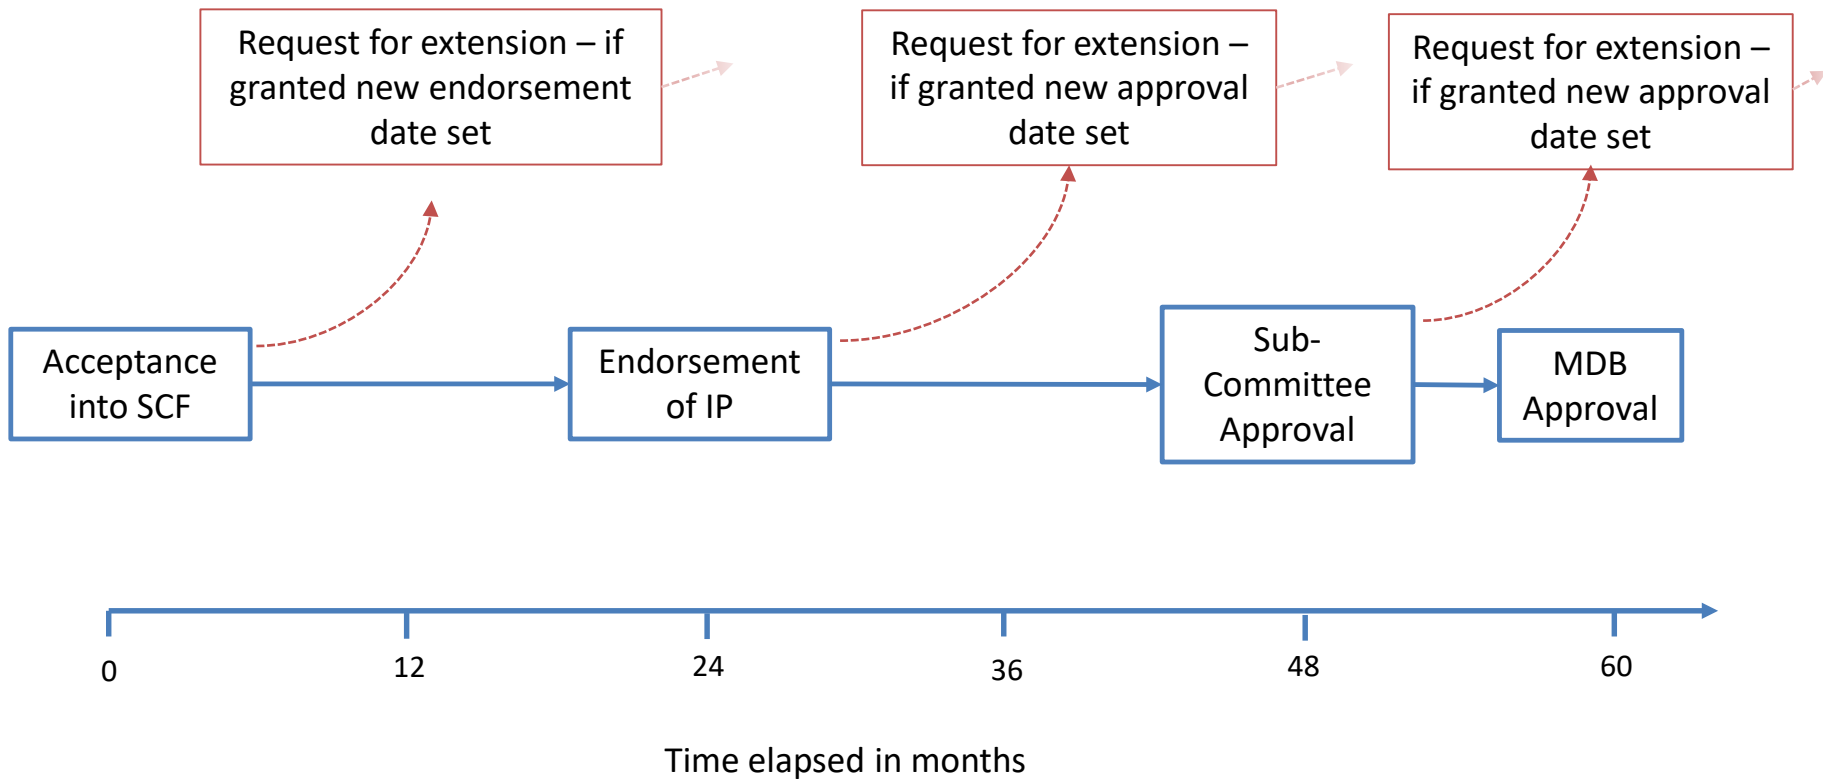 Request for extension – if
granted new endorsement
date set
Request for extension –
if granted new approval
date set
Request for extension –
if granted new approval
date set
Acceptance
into SCF
Endorsement
of IP
Sub-
Committee
Approval
MDB
Approval
0
12
24
36
48
60
Time elapsed in months